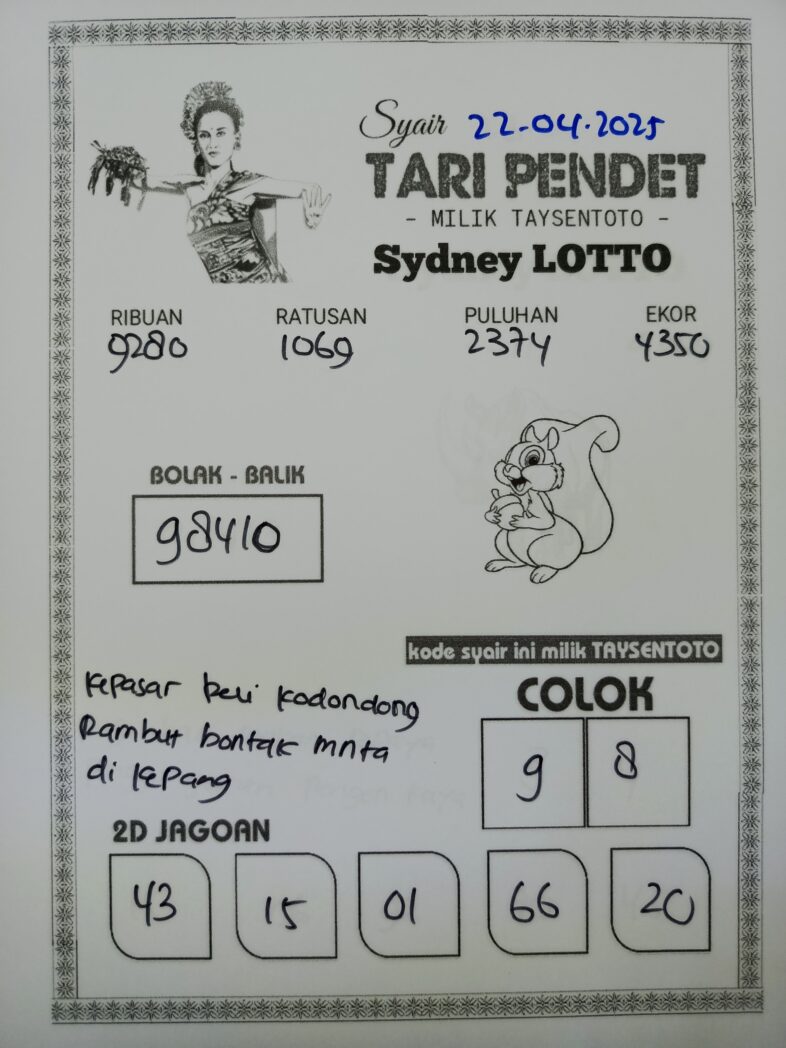 Syair 22-04-2025
TARI PENDET
- MILIK TAYSENTOTO -
Sydney LOTTO
RIBUAN RATUSAN PULUHAN EKOR
9280 1069 2374 4350
BOLAK - BALIK
98410
kode syair ini milik TAYSENTOTO
COLOK
9 8
kepasar beli kodondong
Rambut bontak mnta
di kepang
2D JAGOAN
43 15 01 66 20